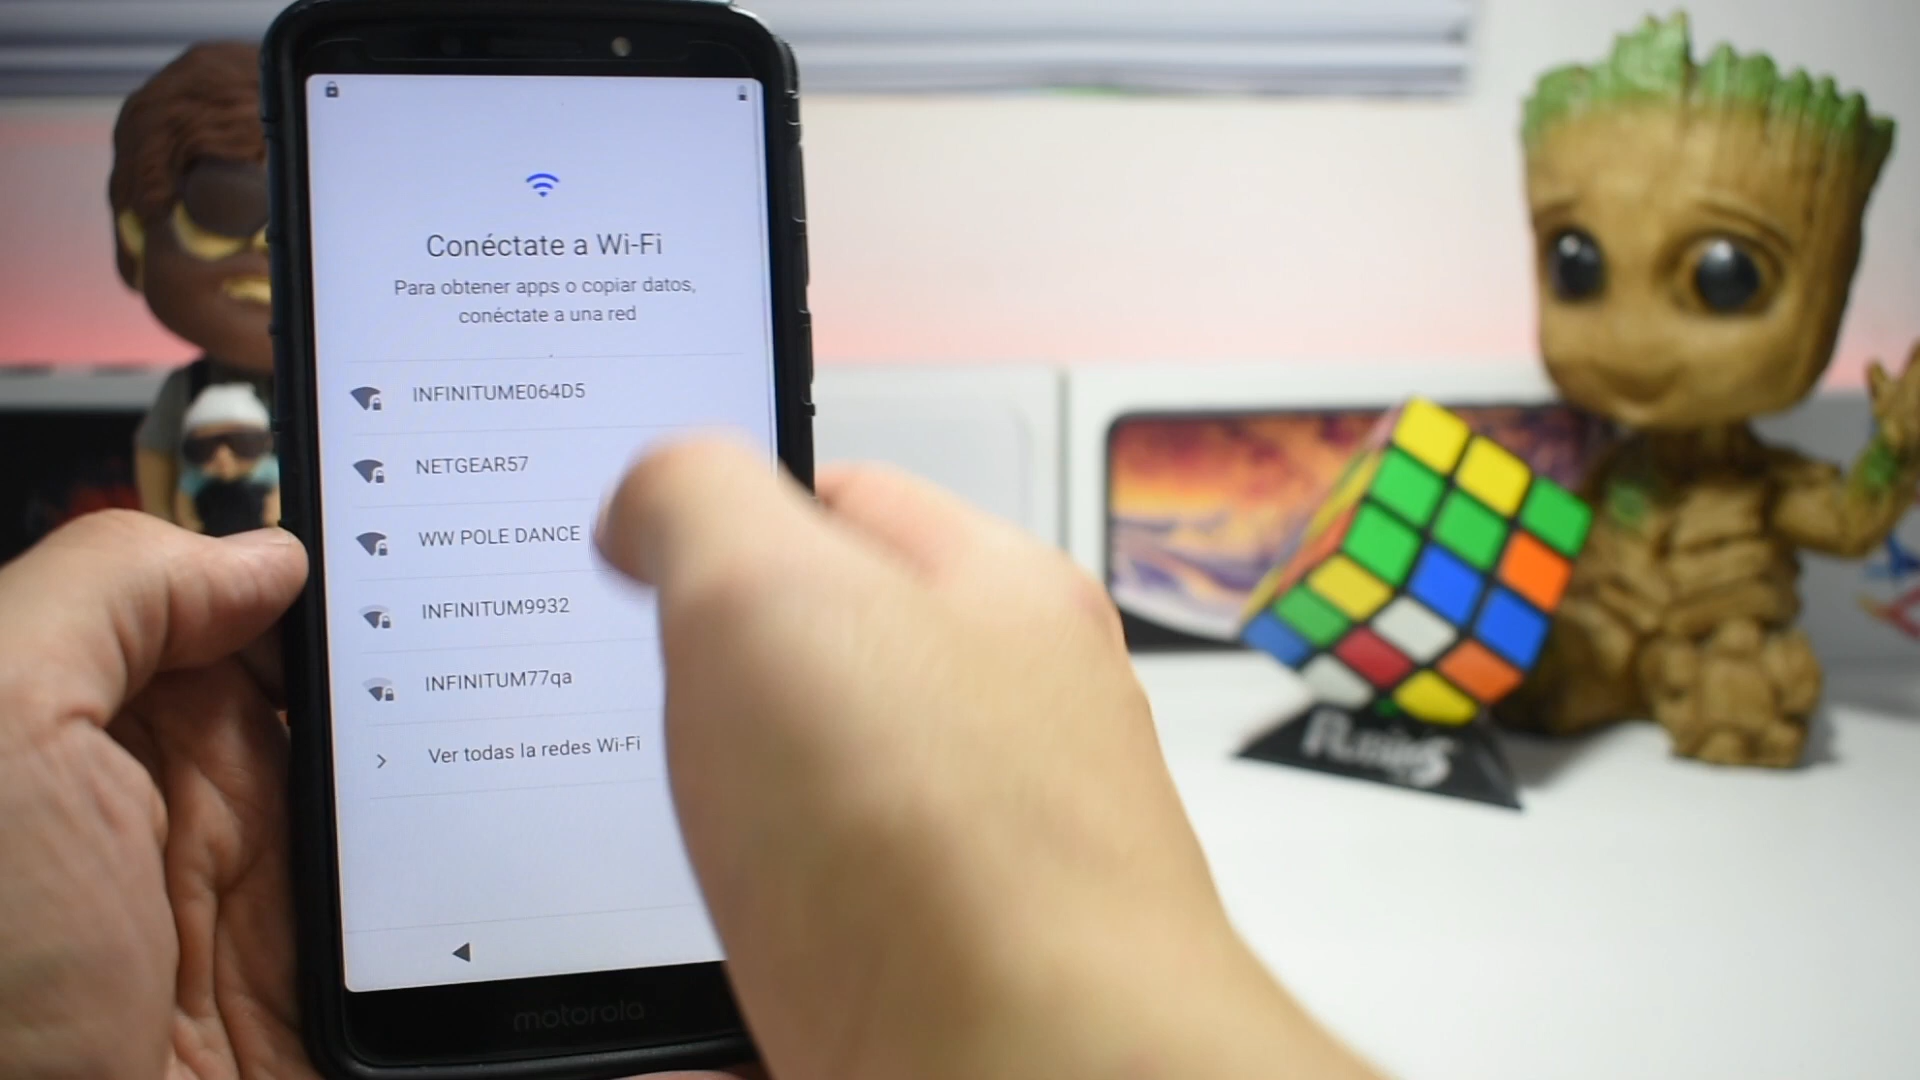 Conéctate a Wi-Fi
Para obtener apps o copiar datos,
conéctate a una red
INFINITUME064D5
NETGEAR57
WW POLE DANCE
INFINITUM9932
INFINITUM77qa
Ver todas la redes Wi-Fi
motorola